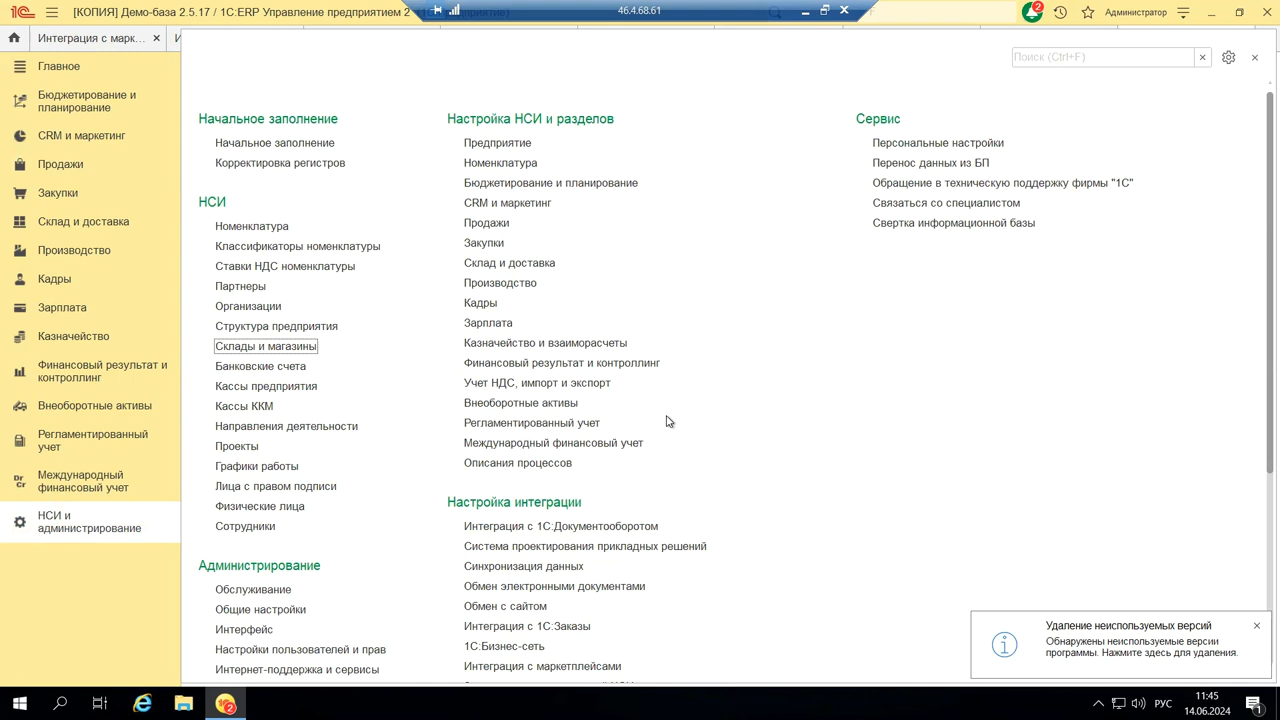 [КОПИЯ] Демо-база 2.5.17 / 1С:ERP Управление предприятием 2
46.4.68.61
2
Администратор
Интеграция с марк...
Поиск (Ctrl+F)
Главное
Бюджетирование и
планирование
CRM и маркетинг
Продажи
Закупки
Склад и доставка
Производство
Кадры
Зарплата
Казначейство
Финансовый результат и
контроллинг
Внеоборотные активы
Регламентированный
учет
Dr
Cr
Международный
финансовый учет
НСИ и
администрирование
Начальное заполнение
Начальное заполнение
Корректировка регистров
НСИ
Номенклатура
Классификаторы номенклатуры
Ставки НДС номенклатуры
Партнеры
Организации
Структура предприятия
Склады и магазины
Банковские счета
Кассы предприятия
Кассы ККМ
Направления деятельности
Проекты
Графики работы
Лица с правом подписи
Физические лица
Сотрудники
Администрирование
Обслуживание
Общие настройки
Интерфейс
Настройки пользователей и прав
Интернет-поддержка и сервисы
Настройка НСИ и разделов
Предприятие
Номенклатура
Бюджетирование и планирование
CRM и маркетинг
Продажи
Закупки
Склад и доставка
Производство
Кадры
Зарплата
Казначейство и взаиморасчеты
Финансовый результат и контроллинг
Учет НДС, импорт и экспорт
Внеоборотные активы
Регламентированный учет
Международный финансовый учет
Описания процессов
Настройка интеграции
Интеграция с 1С:Документооборотом
Система проектирования прикладных решений
Синхронизация данных
Обмен электронными документами
Обмен с сайтом
Интеграция с 1С:Заказы
1С:Бизнес-сеть
Интеграция с маркетплейсами
Сервис
Персональные настройки
Перенос данных из БП
Обращение в техническую поддержку фирмы "1С"
Связаться со специалистом
Свертка информационной базы
Удаление неиспользуемых версий
Обнаружены неиспользуемые версии
программы. Нажмите здесь для удаления.
2
РУС
11:45
14.06.2024
1